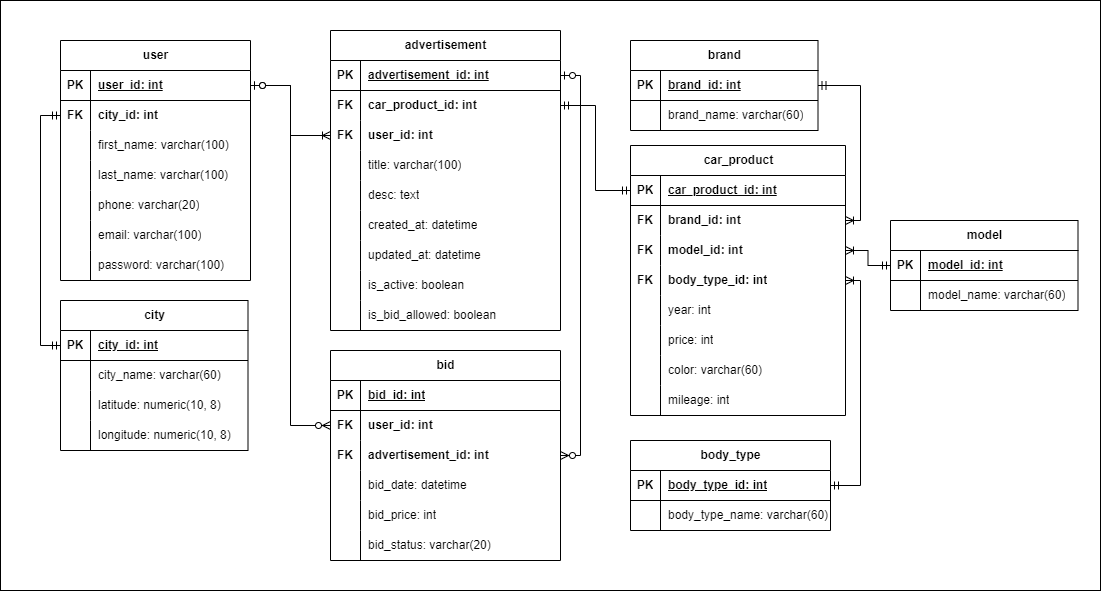 user
PK user_id: int
FK city_id: int
first_name: varchar(100)
last_name: varchar(100)
phone: varchar(20)
email: varchar(100)
password: varchar(100)
city
PK city_id: int
city_name: varchar(60)
latitude: numeric(10, 8)
longitude: numeric(10, 8)
advertisement
PK advertisement_id: int
FK car_product_id: int
FK user_id: int
title: varchar(100)
desc: text
created_at: datetime
updated_at: datetime
is_active: boolean
is_bid_allowed: boolean
bid
PK bid_id: int
FK user_id: int
FK advertisement_id: int
bid_date: datetime
bid_price: int
bid_status: varchar(20)
brand
PK brand_id: int
brand_name: varchar(60)
car_product
PK car_product_id: int
FK brand_id: int
FK model_id: int
FK body_type_id: int
year: int
price: int
color: varchar(60)
mileage: int
body_type
PK body_type_id: int
body_type_name: varchar(60)
model
PK model_id: int
model_name: varchar(60)